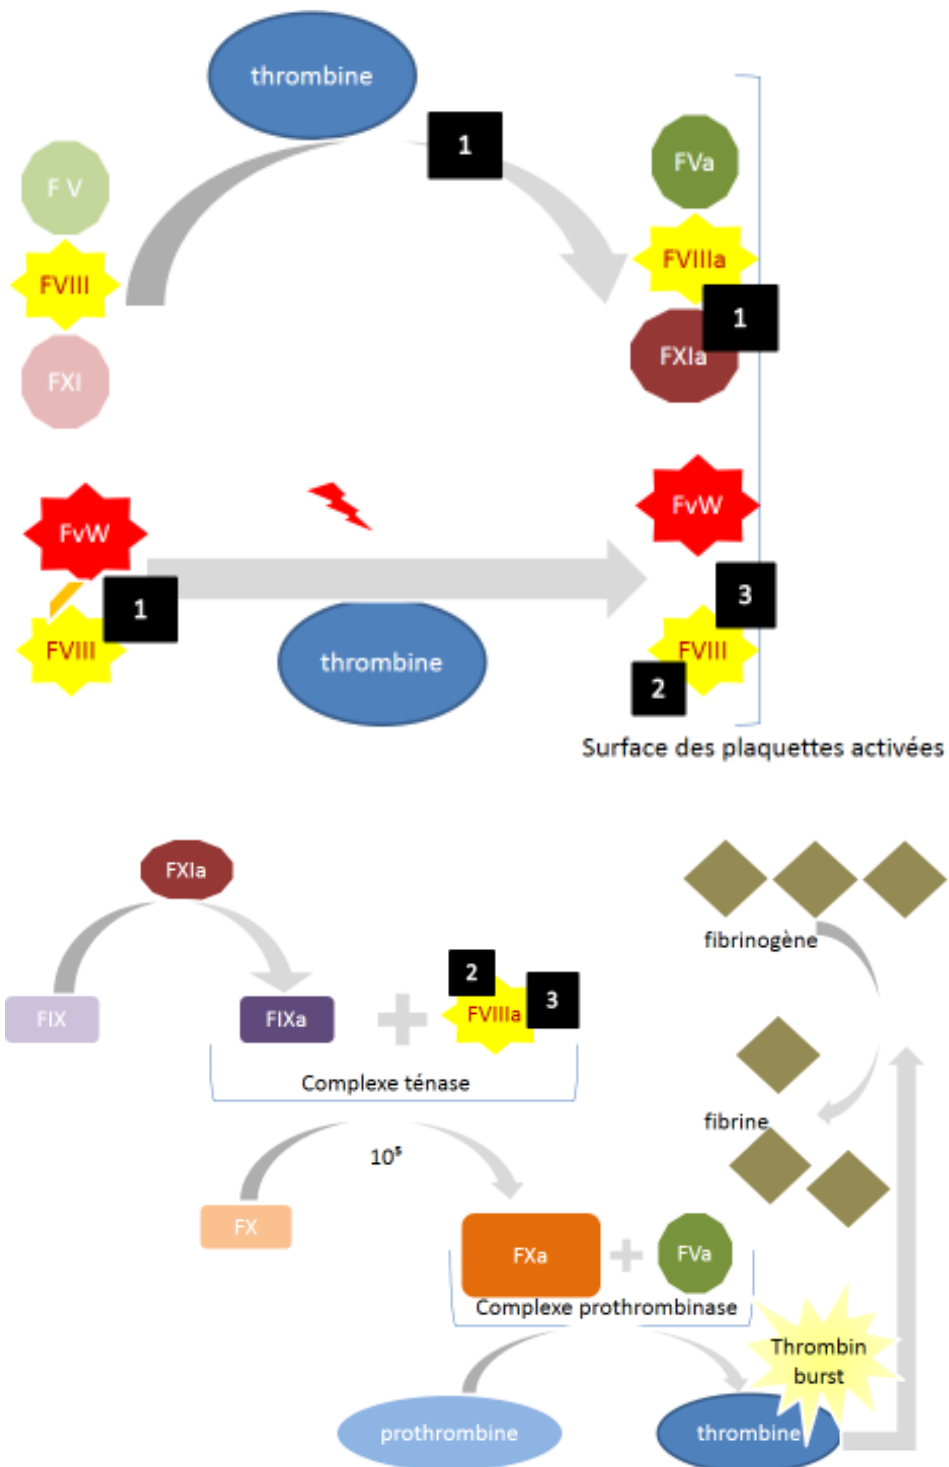 thrombine
1
F V
FVa
FVIII
FVIIIa
1
FXI
FXIa
FvW
FvW
1
3
FVIII
thrombine
FVIII
2
Surface des plaquettes activées
FXIa
fibrinogène
2
3
FIX
FIXa
FVIIIa
Complexe ténase
fibrine
10⁵
FX
FXa
FVa
Complexe prothrombinase
Thrombin
burst
prothrombine
thrombine